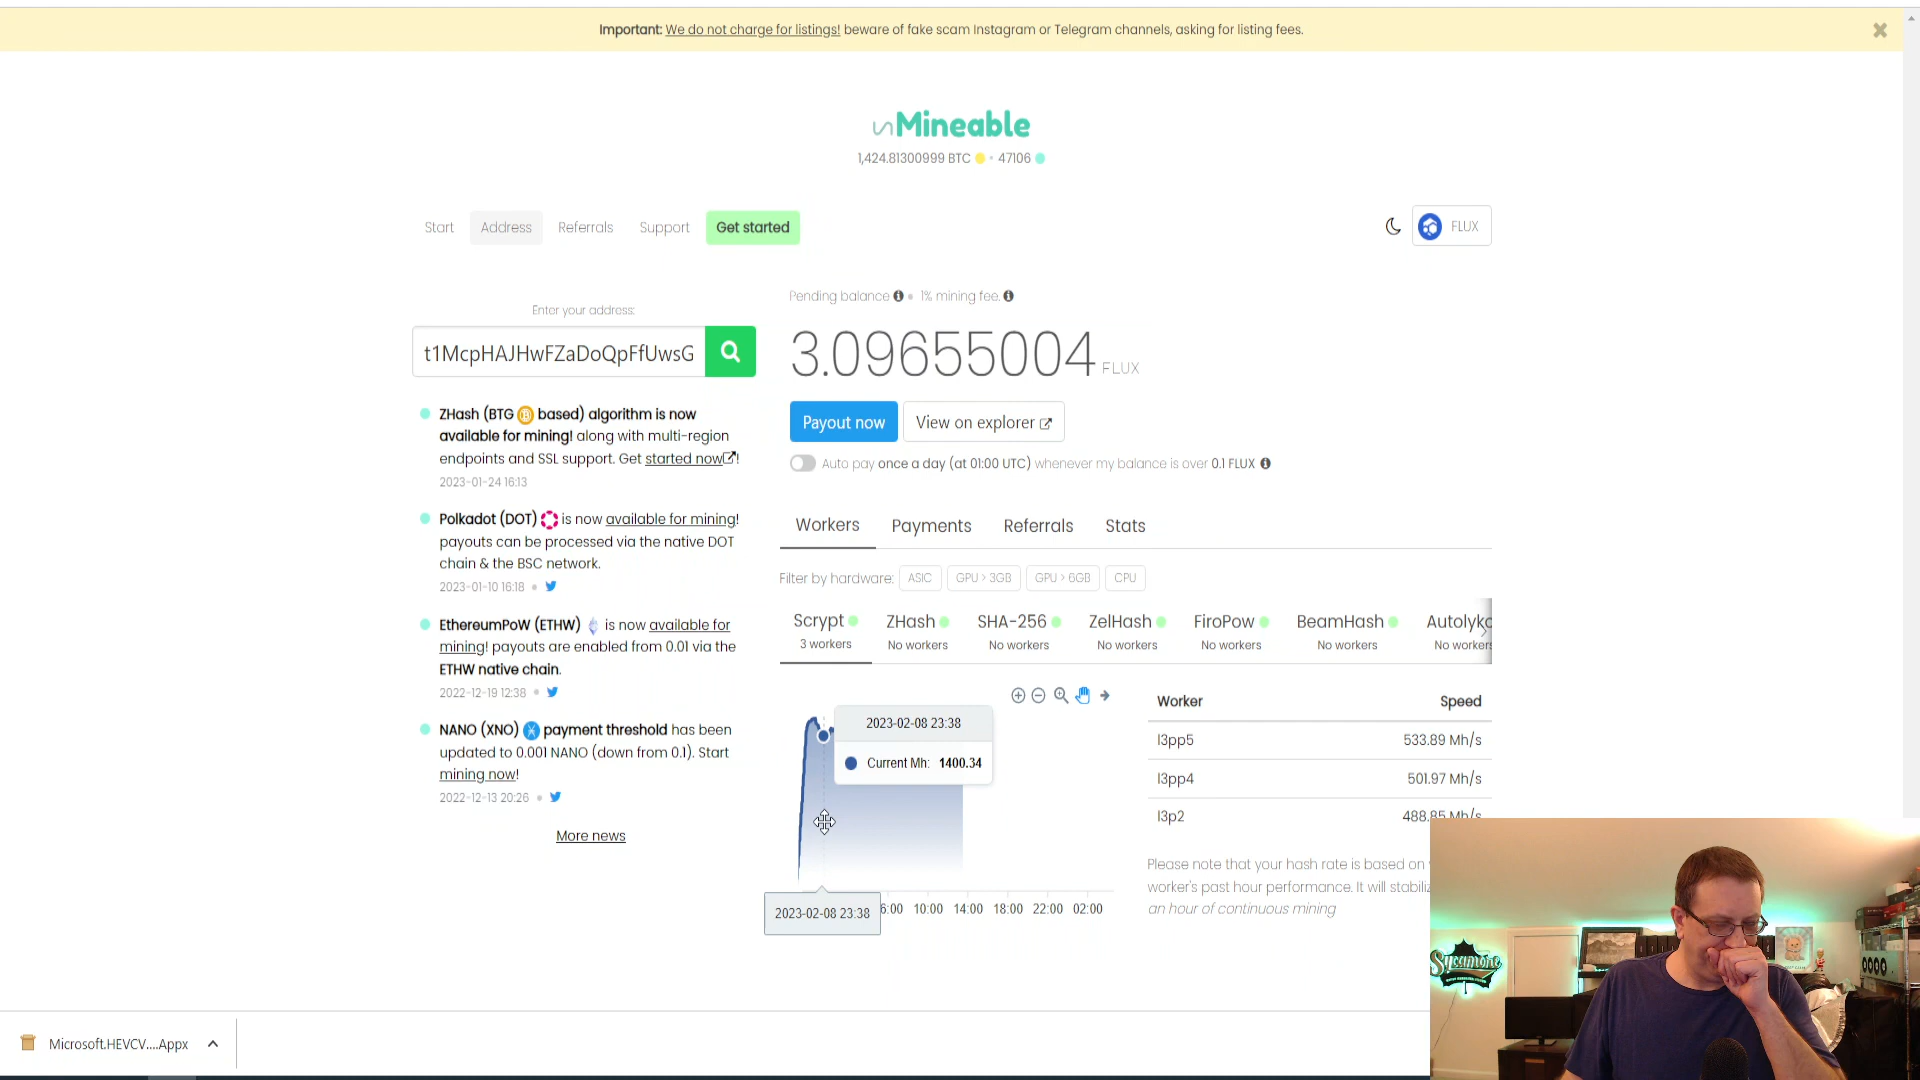 Important: We do not charge for listings! beware of fake scam Instagram or Telegram channels, asking for listing fees.
unMineable
1,424.81300999 BTC • 47106
Start Address Referrals Support Get started
FLUX
Enter your address:
t1McpHAJHwFZaDoQpFfUwsG
ZHash (BTG based) algorithm is now
available for mining! along with multi-region
endpoints and SSL support. Get started now!
2023-01-24 16:13
Polkadot (DOT) is now available for mining!
payouts can be processed via the native DOT
chain & the BSC network.
2023-01-10 16:18
EthereumPoW (ETHW) is now available for
mining! payouts are enabled from 0.01 via the
ETHW native chain.
2022-12-19 12:38
NANO (XNO) payment threshold has been
updated to 0.001 NANO (down from 0.1). Start
mining now!
2022-12-13 20:26
More news
Pending balance • 1% mining fee.
3.09655004 FLUX
Payout now View on explorer
Auto pay once a day (at 01:00 UTC) whenever my balance is over 0.1 FLUX
Workers Payments Referrals Stats
Filter by hardware: ASIC GPU > 3GB GPU > 6GB CPU
Scrypt ZHash SHA-256 ZelHash FiroPow BeamHash Autolyk
3 workers No workers No workers No workers No workers No workers No workers
2023-02-08 23:38
Current Mh: 1400.34
2023-02-08 23:38
6:00 10:00 14:00 18:00 22:00 02:00
Worker Speed
l3pp5 533.89 Mh/s
l3pp4 501.97 Mh/s
l3p2 488.85 Mh/s
Please note that your hash rate is based on
worker's past hour performance. It will stabiliz
an hour of continuous mining
Sycamore
Microsoft.HEVCV....Appx